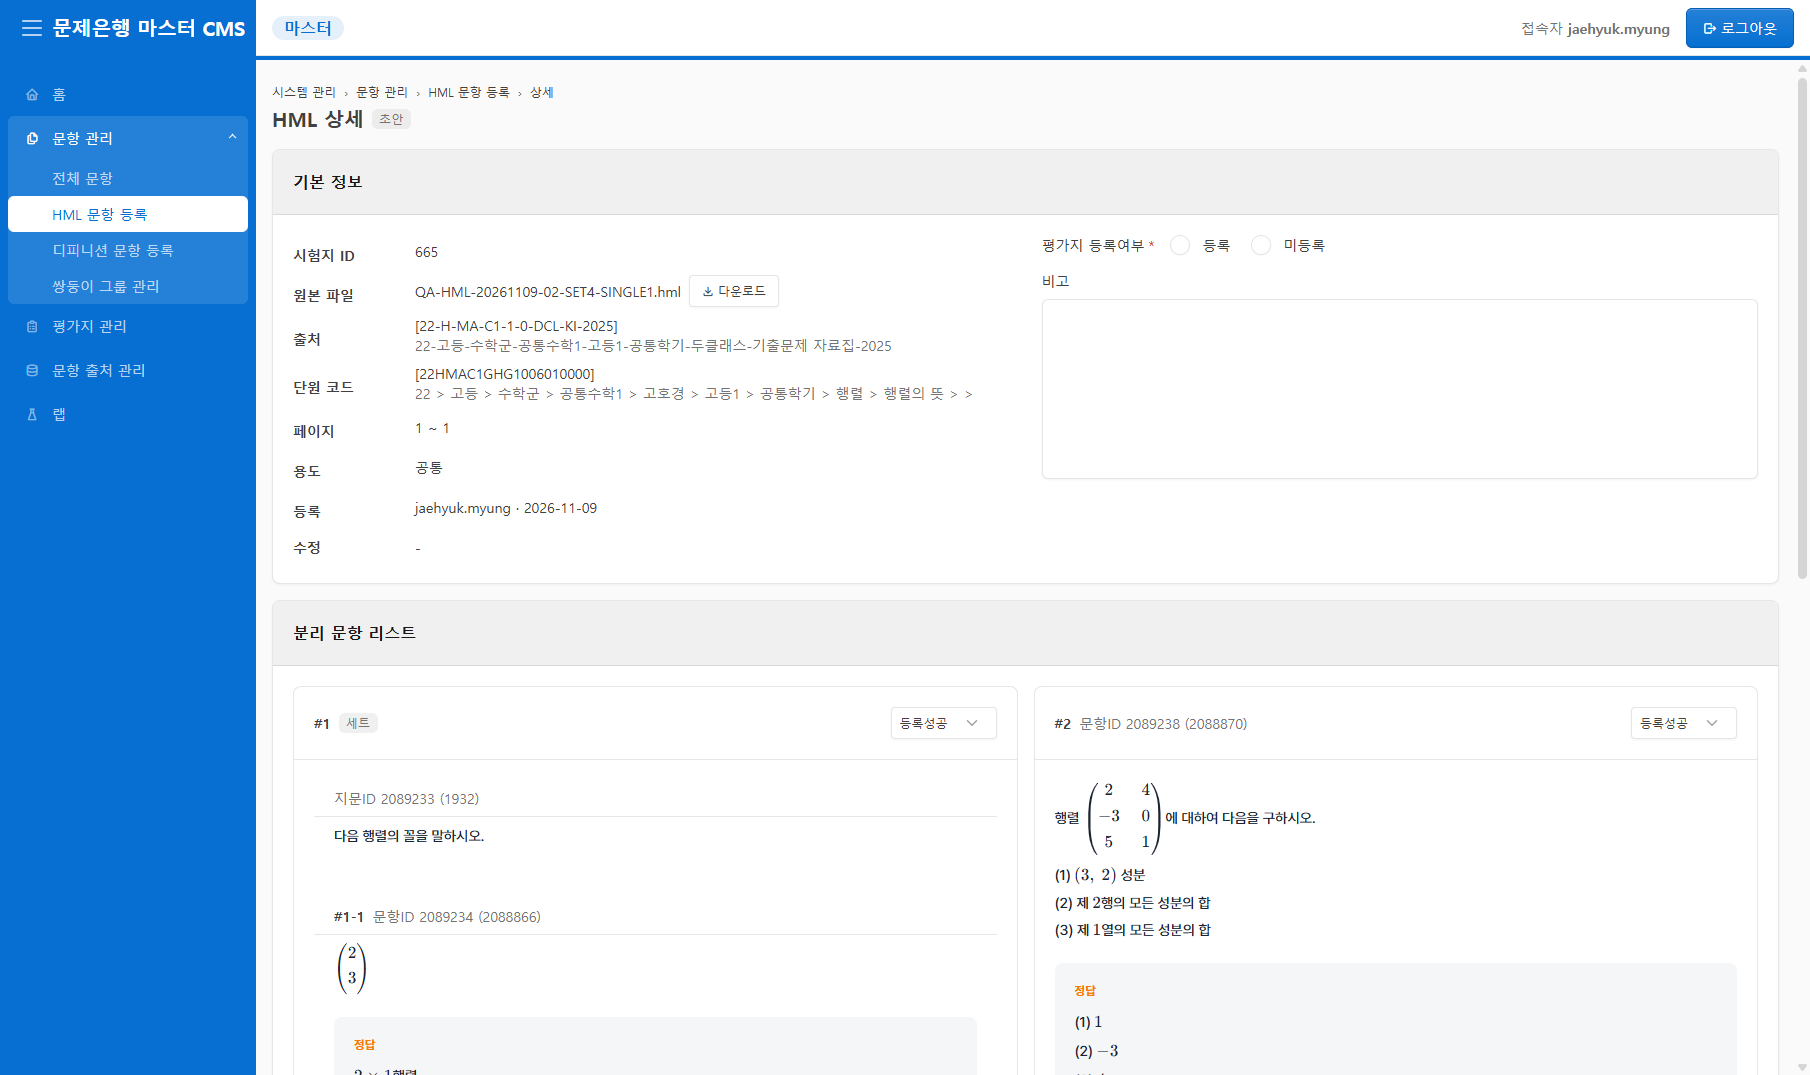 문제은행 마스터 CMS
마스터
접속자 jaehyuk.myung
로그아웃
홈
문항 관리
전체 문항
HML 문항 등록
디피니션 문항 등록
쌍둥이 그룹 관리
평가지 관리
문항 출처 관리
랩
시스템 관리 › 문항 관리 › HML 문항 등록 › 상세
HML 상세 초안
기본 정보
시험지 ID 665
원본 파일 QA-HML-20261109-02-SET4-SINGLE1.hml 다운로드
출처 [22-H-MA-C1-1-0-DCL-KI-2025]
22-고등-수학군-공통수학1-고등1-공통학기-두클래스-기출문제 자료집-2025
단원 코드 [22HMAC1GHG1006010000]
22 > 고등 > 수학군 > 공통수학1 > 고호경 > 고등1 > 공통학기 > 행렬 > 행렬의 뜻 > >
페이지 1 ~ 1
용도 공통
등록 jaehyuk.myung · 2026-11-09
수정 -
평가지 등록여부 * 등록 미등록
비고
분리 문항 리스트
#1 세트 등록성공
지문ID 2089233 (1932)
다음 행렬의 꼴을 말하시오.
#1-1 문항ID 2089234 (2088866)
2
3
정답
#2 문항ID 2089238 (2088870) 등록성공
2 4
행렬 −3 0 에 대하여 다음을 구하시오.
5 1
(1) (3, 2) 성분
(2) 제 2행의 모든 성분의 합
(3) 제 1열의 모든 성분의 합
정답
(1) 1
(2) −3